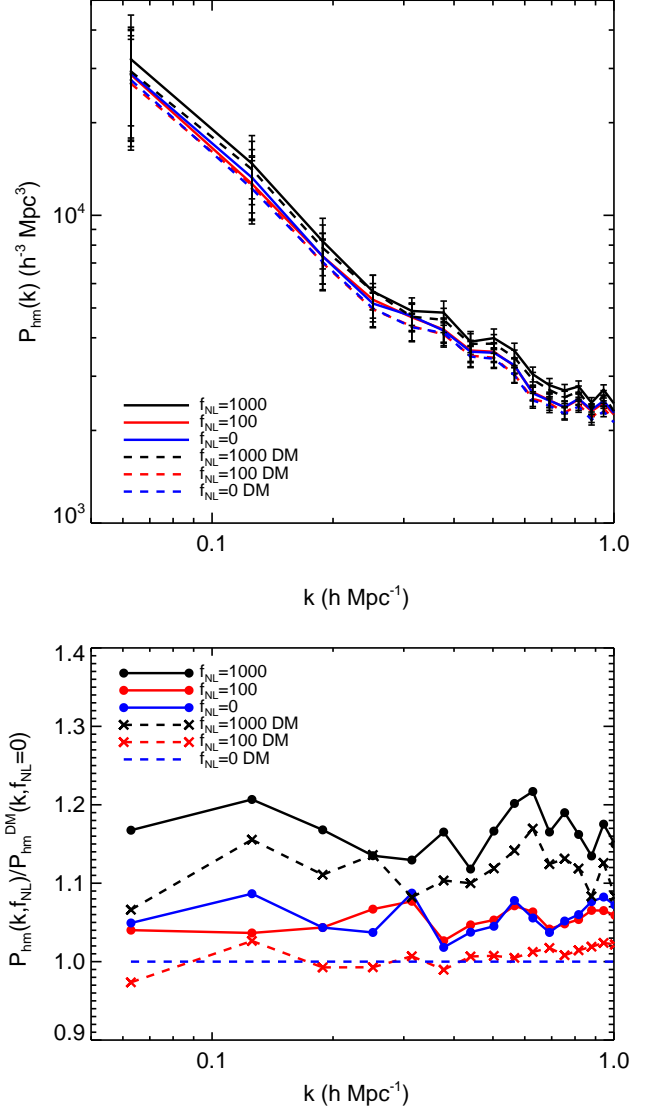 P_hm(k) (h^-3 Mpc^3)
10^4
10^3
f_NL=1000
f_NL=100
f_NL=0
f_NL=1000 DM
f_NL=100 DM
f_NL=0 DM
0.1
1.0
k (h Mpc^-1)
P_hm(k,f_NL)/P_hm^DM(k,f_NL=0)
1.4
1.3
1.2
1.1
1.0
0.9
f_NL=1000
f_NL=100
f_NL=0
f_NL=1000 DM
f_NL=100 DM
f_NL=0 DM
0.1
1.0
k (h Mpc^-1)